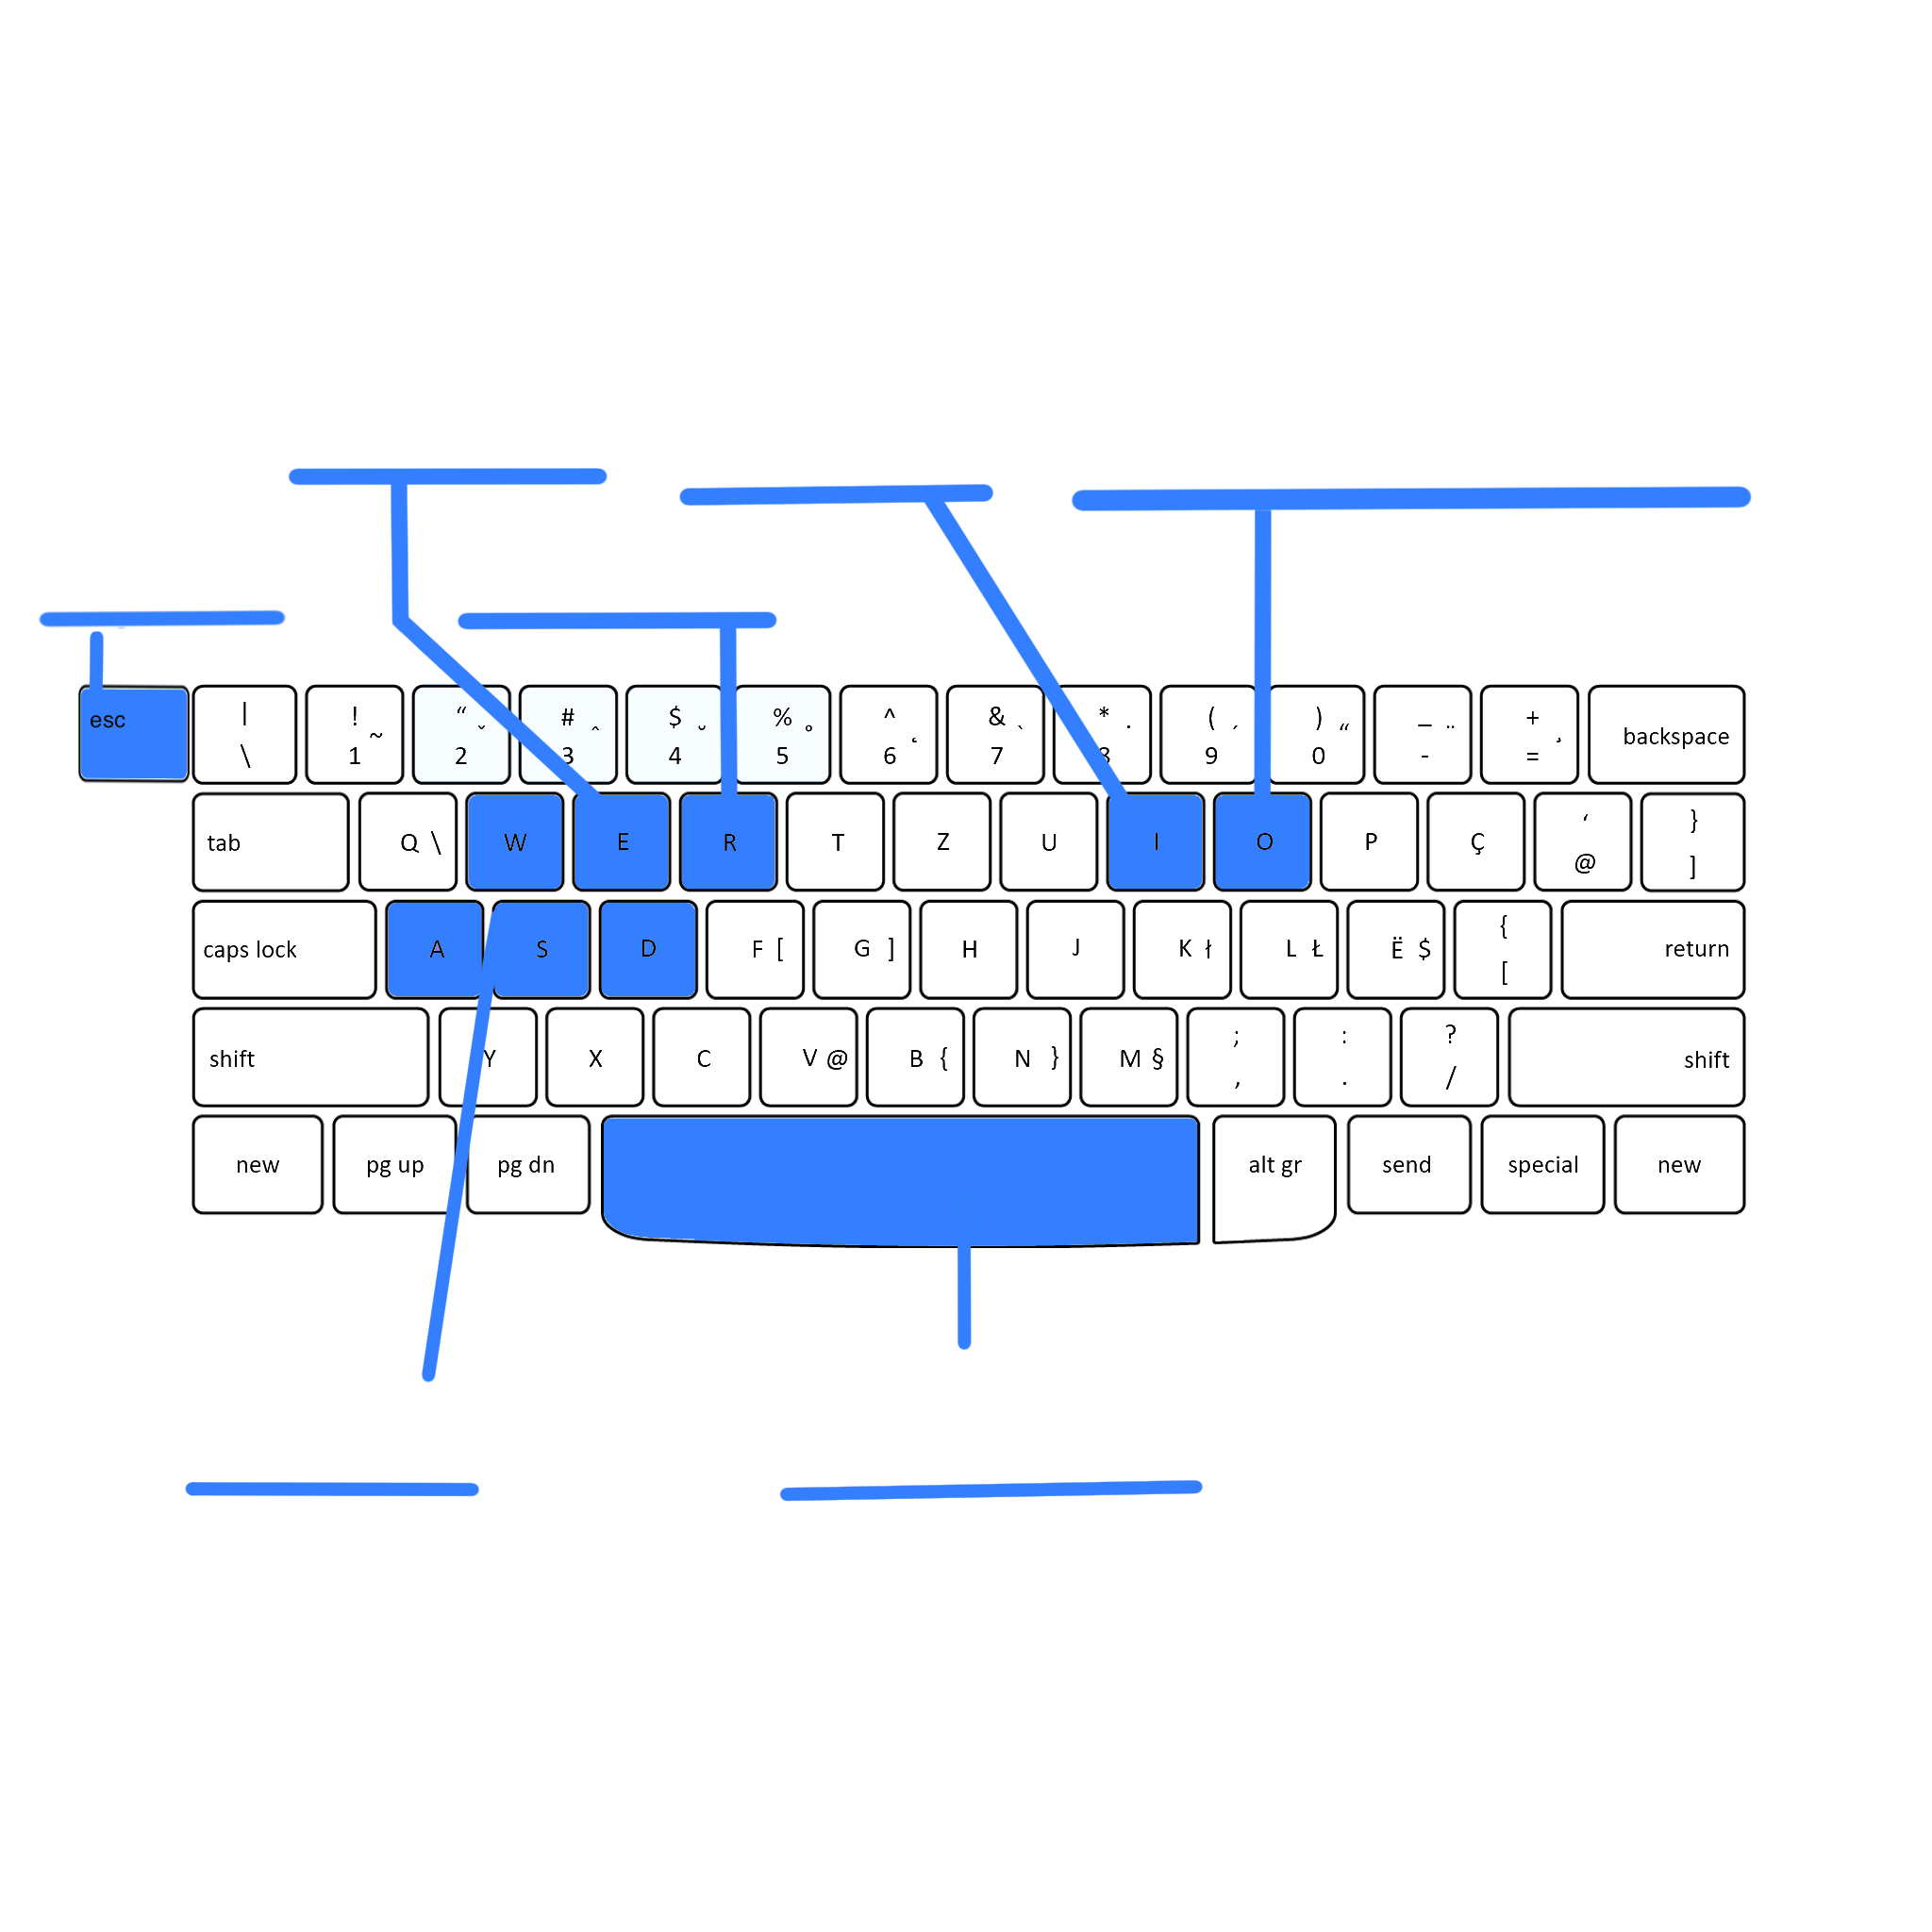 esc | \ ! 1 ~ “ 2 ˇ # 3 ^ $ 4 ˘ % 5 ° ^ 6 ˛ & 7 ` * 8 · ( 9 ´ ) 0 “ _ - ¨ + = ¸ backspace
tab Q \ W E R T Z U I O P Ç ‘ @ } ]
caps lock A S D F [ G ] H J K ł L Ł Ë $ { [ return
shift Y X C V @ B { N } M § ; , : . ? / shift
new pg up pg dn alt gr send special new